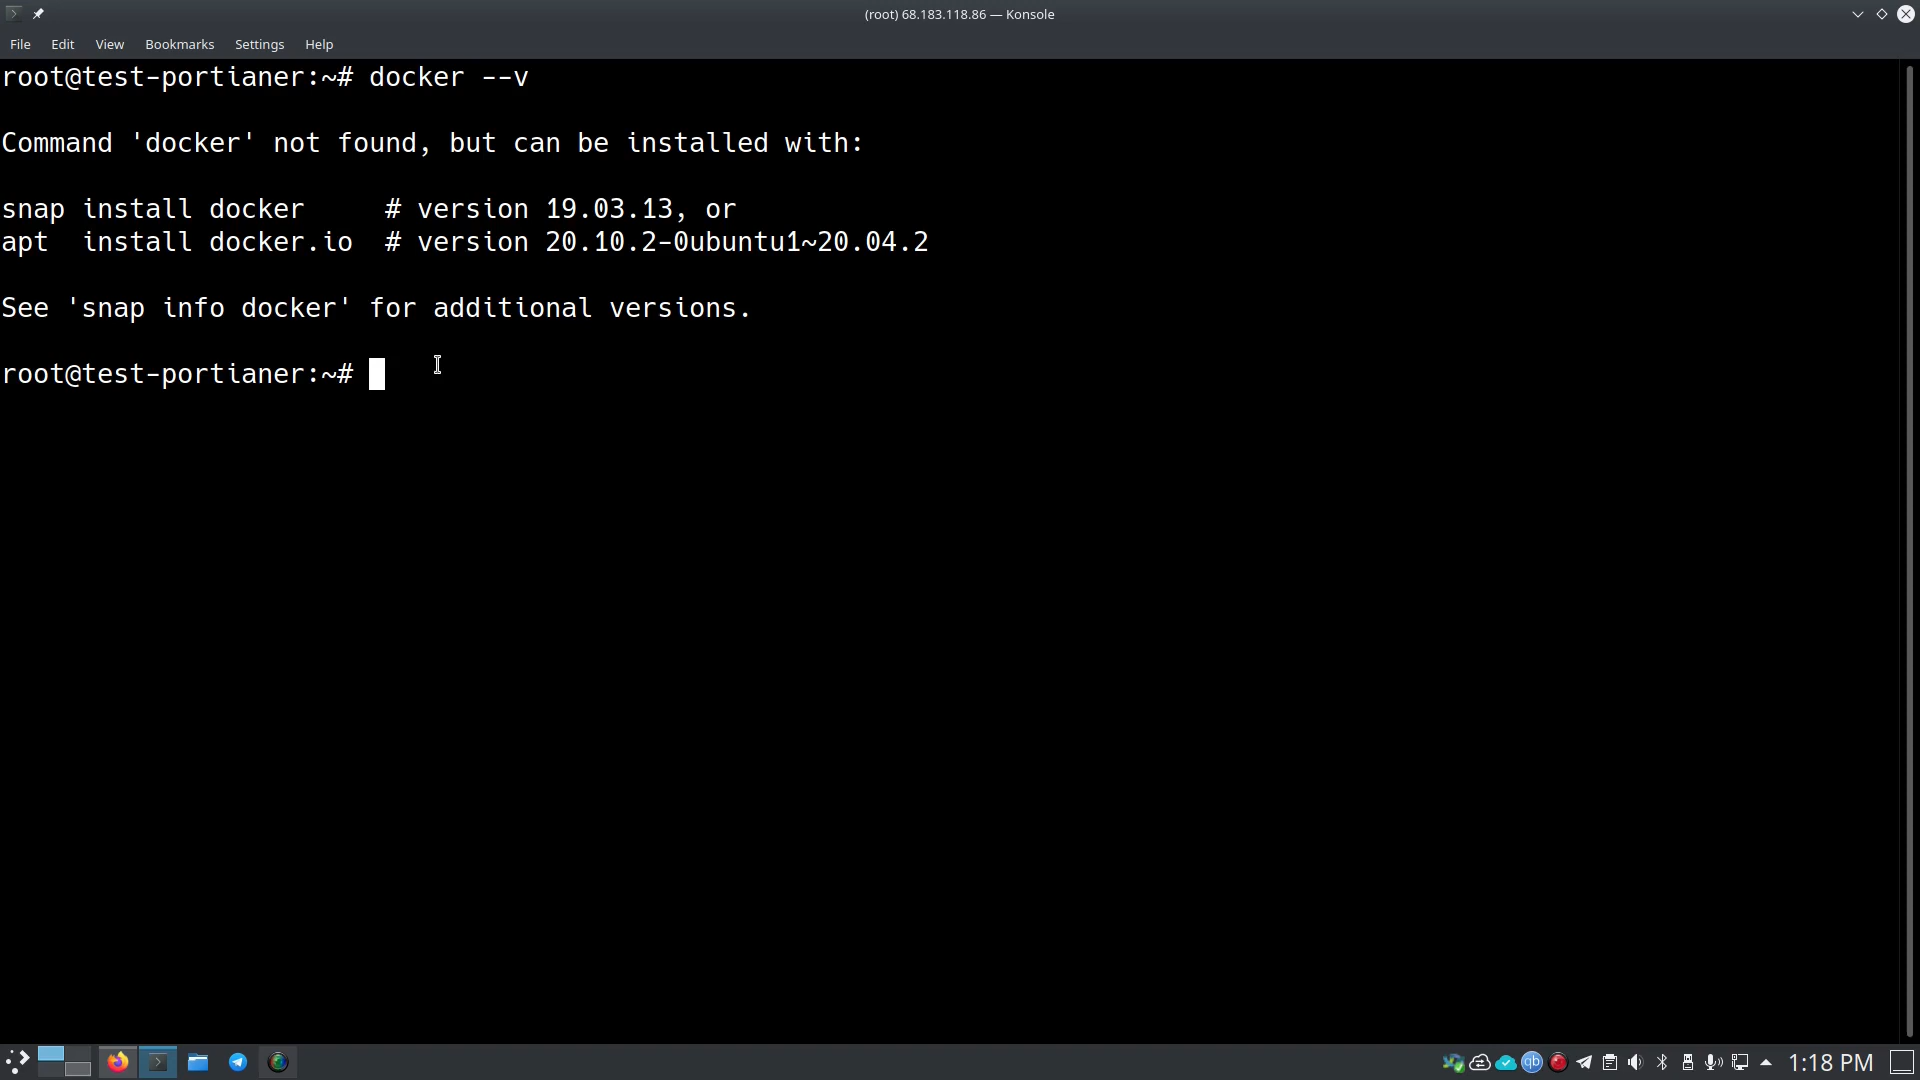 (root) 68.183.118.86 — Konsole
File Edit View Bookmarks Settings Help
root@test-portianer:~# docker --v
Command 'docker' not found, but can be installed with:
snap install docker     # version 19.03.13, or
apt  install docker.io  # version 20.10.2-0ubuntu1~20.04.2
See 'snap info docker' for additional versions.
root@test-portianer:~#
qb
1:18 PM